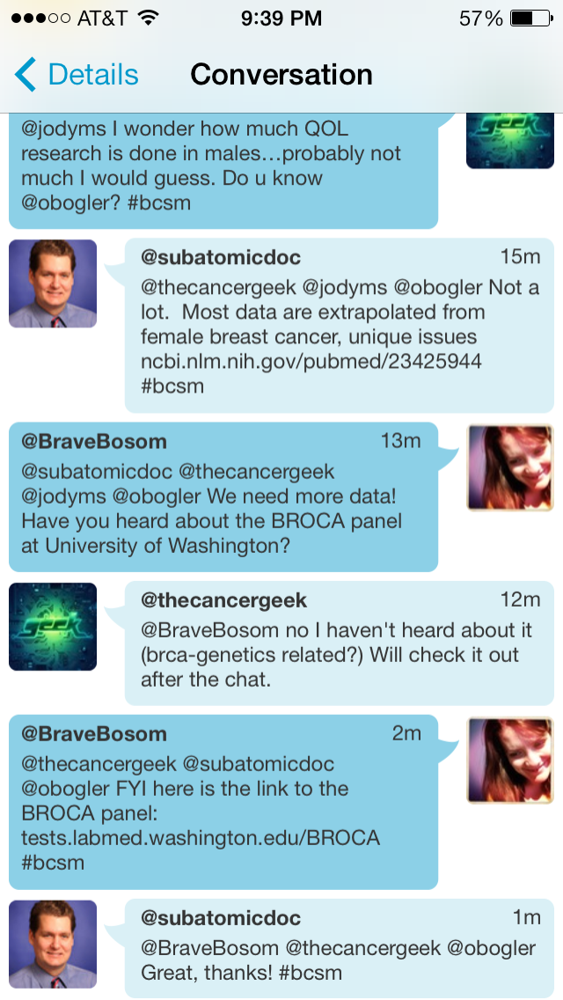 AT&T 9:39 PM 57%
Details Conversation
@jodyms I wonder how much QOL
research is done in males...probably not
much I would guess. Do u know
@obogler? #bcsm
geek
@subatomicdoc 15m
@thecancergeek @jodyms @obogler Not a
lot.  Most data are extrapolated from
female breast cancer, unique issues
ncbi.nlm.nih.gov/pubmed/23425944
#bcsm
@BraveBosom 13m
@subatomicdoc @thecancergeek
@jodyms @obogler We need more data!
Have you heard about the BROCA panel
at University of Washington?
geek
@thecancergeek 12m
@BraveBosom no I haven't heard about it
(brca-genetics related?) Will check it out
after the chat.
@BraveBosom 2m
@thecancergeek @subatomicdoc
@obogler FYI here is the link to the
BROCA panel:
tests.labmed.washington.edu/BROCA
#bcsm
@subatomicdoc 1m
@BraveBosom @thecancergeek @obogler
Great, thanks! #bcsm